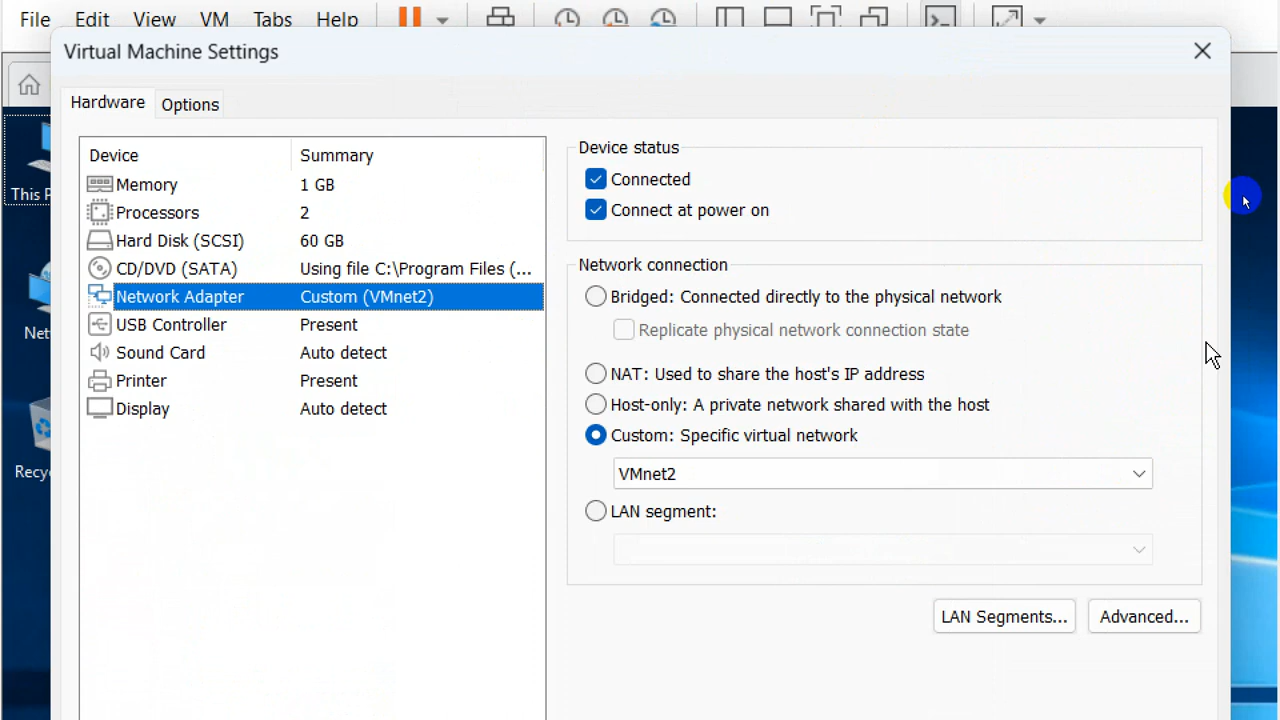 File Edit View VM Tabs Help
Virtual Machine Settings
Hardware Options
Device Summary
Memory 1 GB
Processors 2
Hard Disk (SCSI) 60 GB
CD/DVD (SATA) Using file C:\Program Files (...
Network Adapter Custom (VMnet2)
USB Controller Present
Sound Card Auto detect
Printer Present
Display Auto detect
Device status
Connected
Connect at power on
Network connection
Bridged: Connected directly to the physical network
Replicate physical network connection state
NAT: Used to share the host's IP address
Host-only: A private network shared with the host
Custom: Specific virtual network
VMnet2
LAN segment:
LAN Segments... Advanced...
This P
Net
Recy